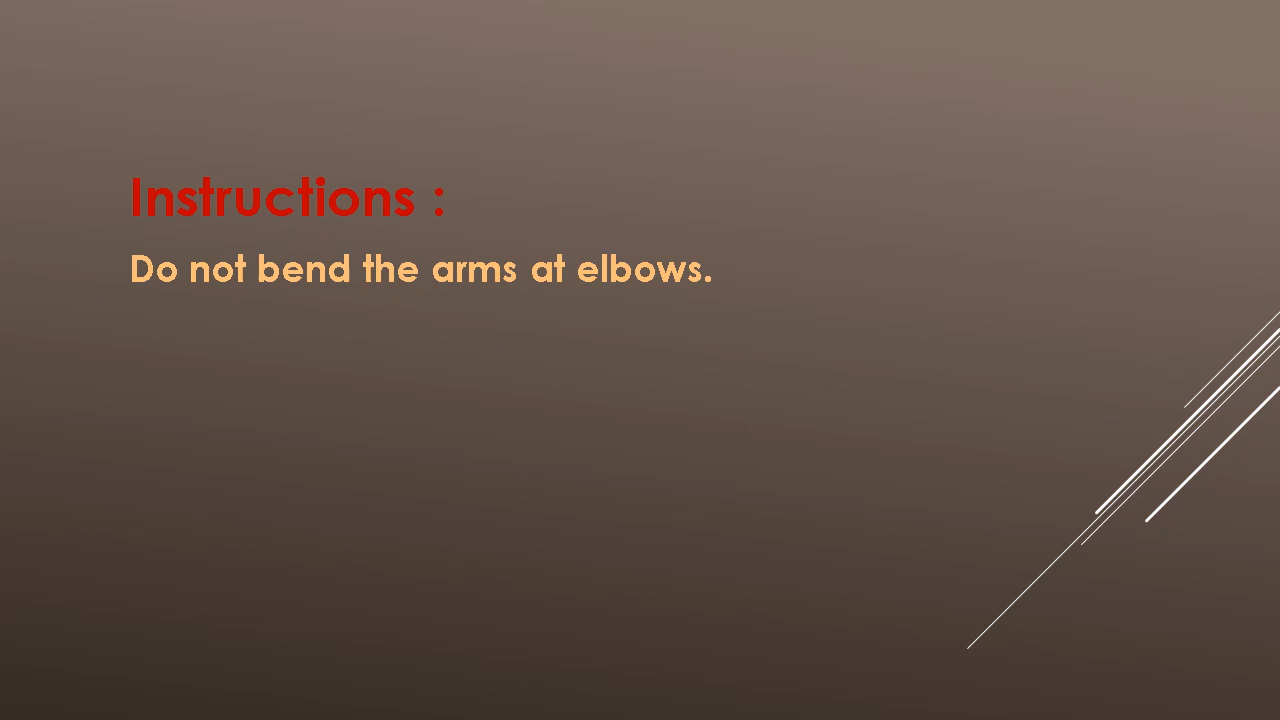 Instructions :
Do not bend the arms at elbows.